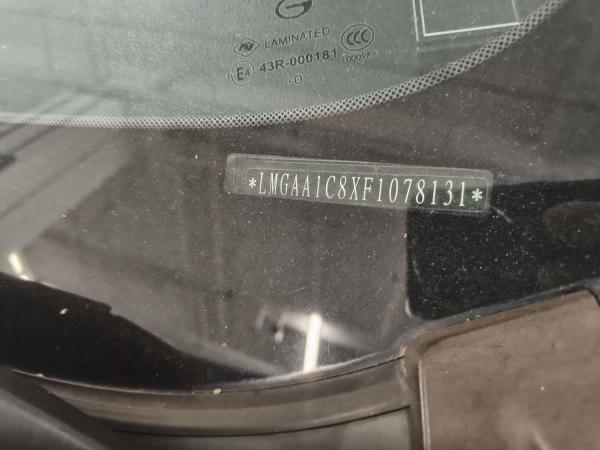 LAMINATED
E4 43R-000181
*LMGAA1C8XF1078131*